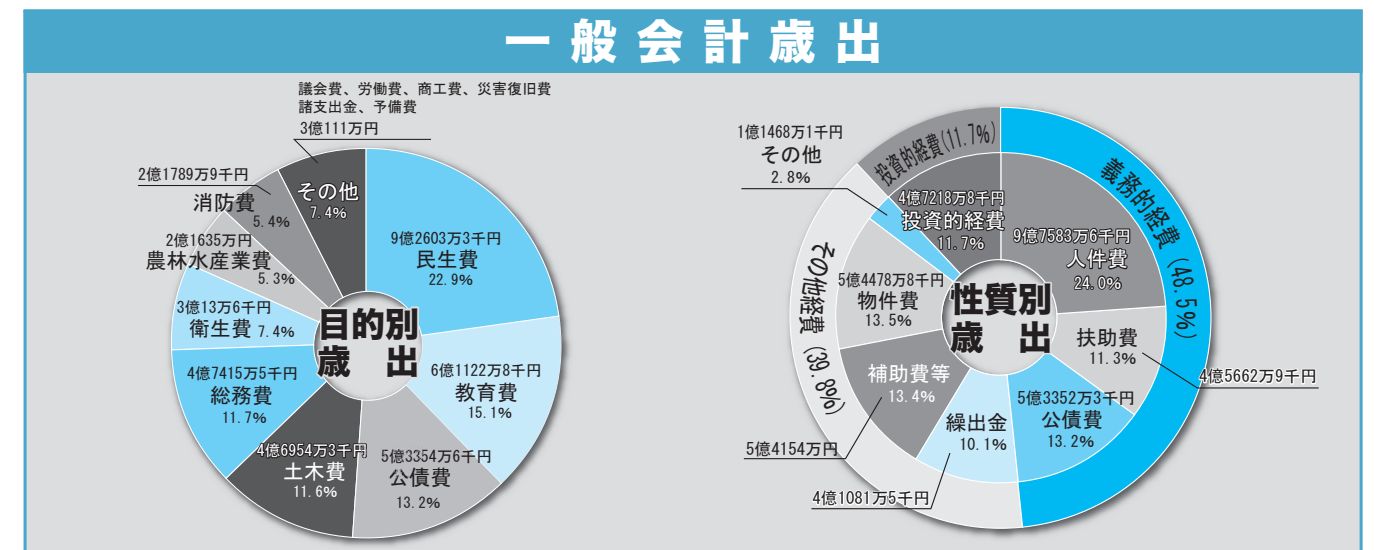 一般会計歳出
議会費、労働費、商工費、災害復旧費
諸支出金、予備費
3億111万円
その他
7.4%
2億1789万9千円
消防費
5.4%
2億1635万円
農林水産業費
5.3%
3億13万6千円
衛生費 7.4%
4億7415万5千円
総務費
11.7%
4億6954万3千円
土木費
11.6%
5億3354万6千円
公債費
13.2%
6億1122万8千円
教育費
15.1%
9億2603万3千円
民生費
22.9%
目的別
歳 出
1億1468万1千円
その他
2.8%
投資的経費(11.7%)
4億7218万8千円
投資的経費
11.7%
義務的経費(48.5%)
9億7583万6千円
人件費
24.0%
扶助費
11.3%
4億5662万9千円
5億3352万3千円
公債費
13.2%
繰出金
10.1%
4億1081万5千円
補助費等
13.4%
5億4154万円
5億4478万8千円
物件費
13.5%
その他経費(39.8%)
性質別
歳 出